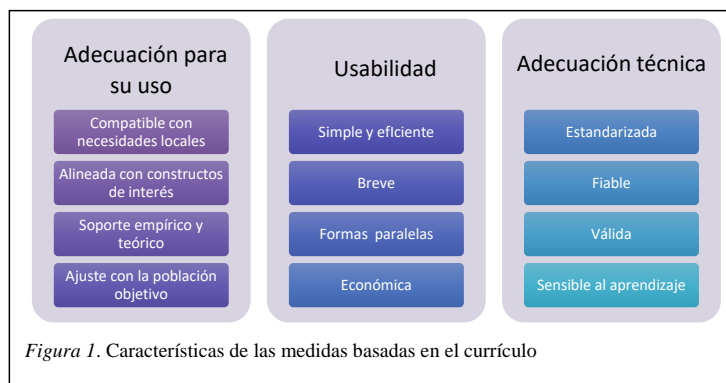 Adecuación para
su uso
Compatible con
necesidades locales
Alineada con constructos
de interés
Soporte empírico y
teórico
Ajuste con la población
objetivo
Usabilidad
Simple y efIciente
Breve
Formas paralelas
Económica
Adecuación técnica
Estandarizada
Fiable
Válida
Sensible al aprendizaje
Figura 1. Características de las medidas basadas en el currículo